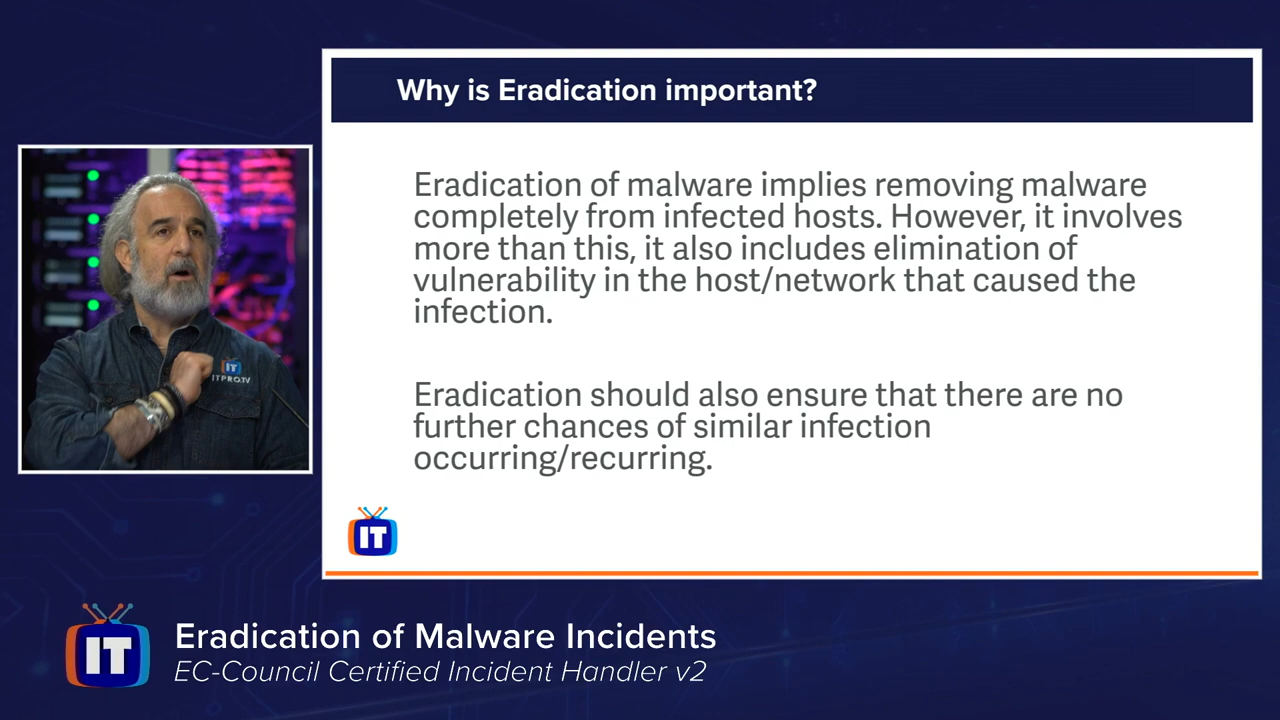 Why is Eradication important?
Eradication of malware implies removing malware
completely from infected hosts. However, it involves
more than this, it also includes elimination of
vulnerability in the host/network that caused the
infection.
Eradication should also ensure that there are no
further chances of similar infection
occurring/recurring.
IT
ITPRO.TV
IT
IT
Eradication of Malware Incidents
EC-Council Certified Incident Handler v2